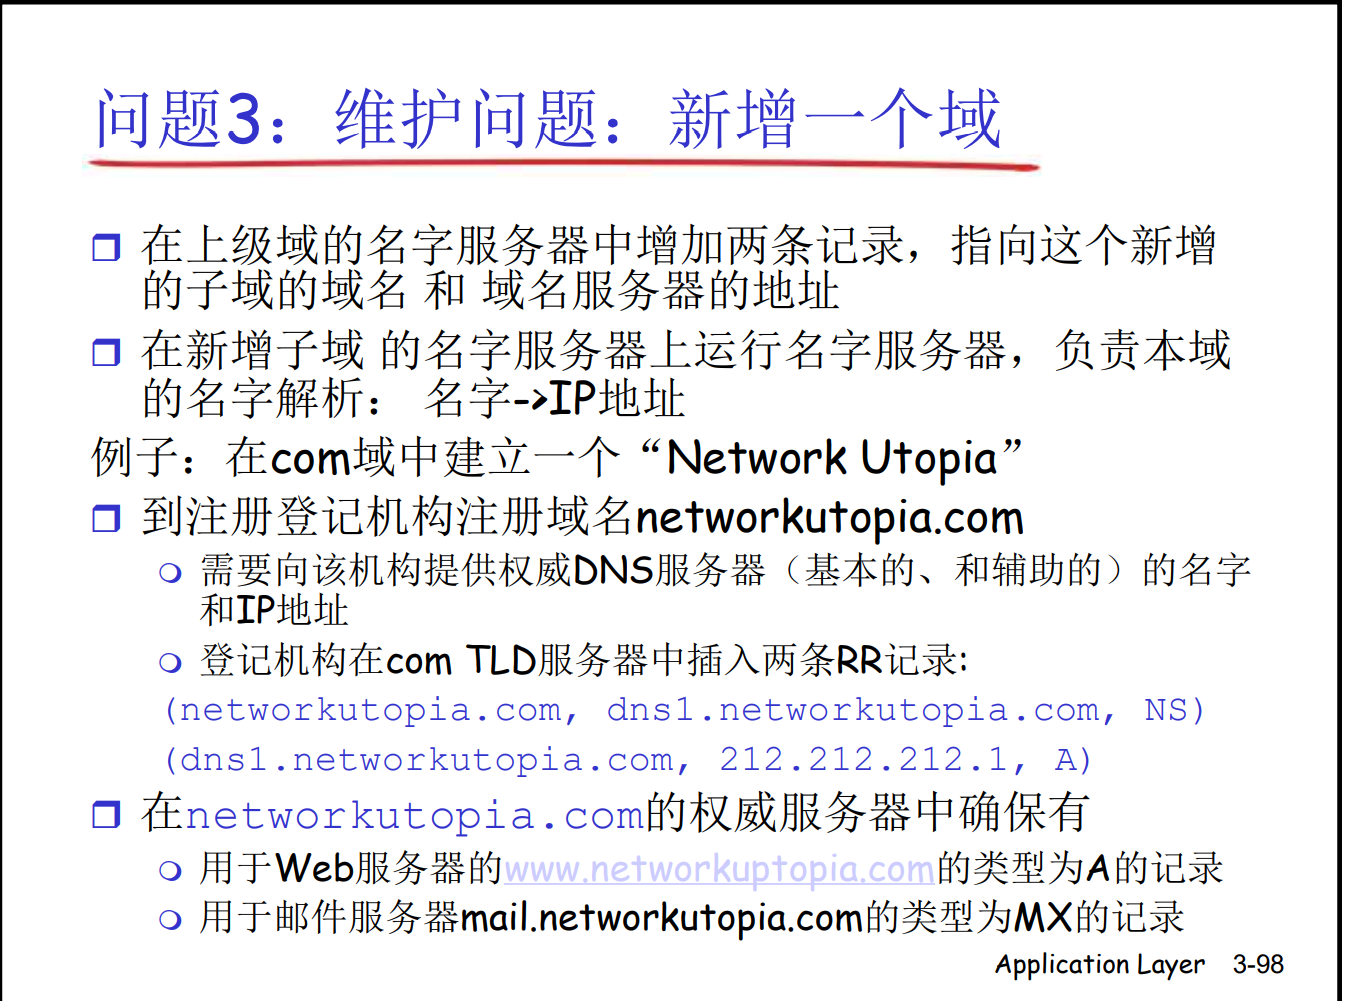 问题3：维护问题：新增一个域
在上级域的名字服务器中增加两条记录，指向这个新增
的子域的域名 和 域名服务器的地址
在新增子域 的名字服务器上运行名字服务器，负责本域
的名字解析： 名字->IP地址
例子：在com域中建立一个“Network Utopia”
到注册登记机构注册域名networkutopia.com
需要向该机构提供权威DNS服务器（基本的、和辅助的）的名字
和IP地址
登记机构在com TLD服务器中插入两条RR记录:
(networkutopia.com, dns1.networkutopia.com, NS)
(dns1.networkutopia.com, 212.212.212.1, A)
在networkutopia.com的权威服务器中确保有
用于Web服务器的www.networkuptopia.com的类型为A的记录
用于邮件服务器mail.networkutopia.com的类型为MX的记录
Application Layer 3-98